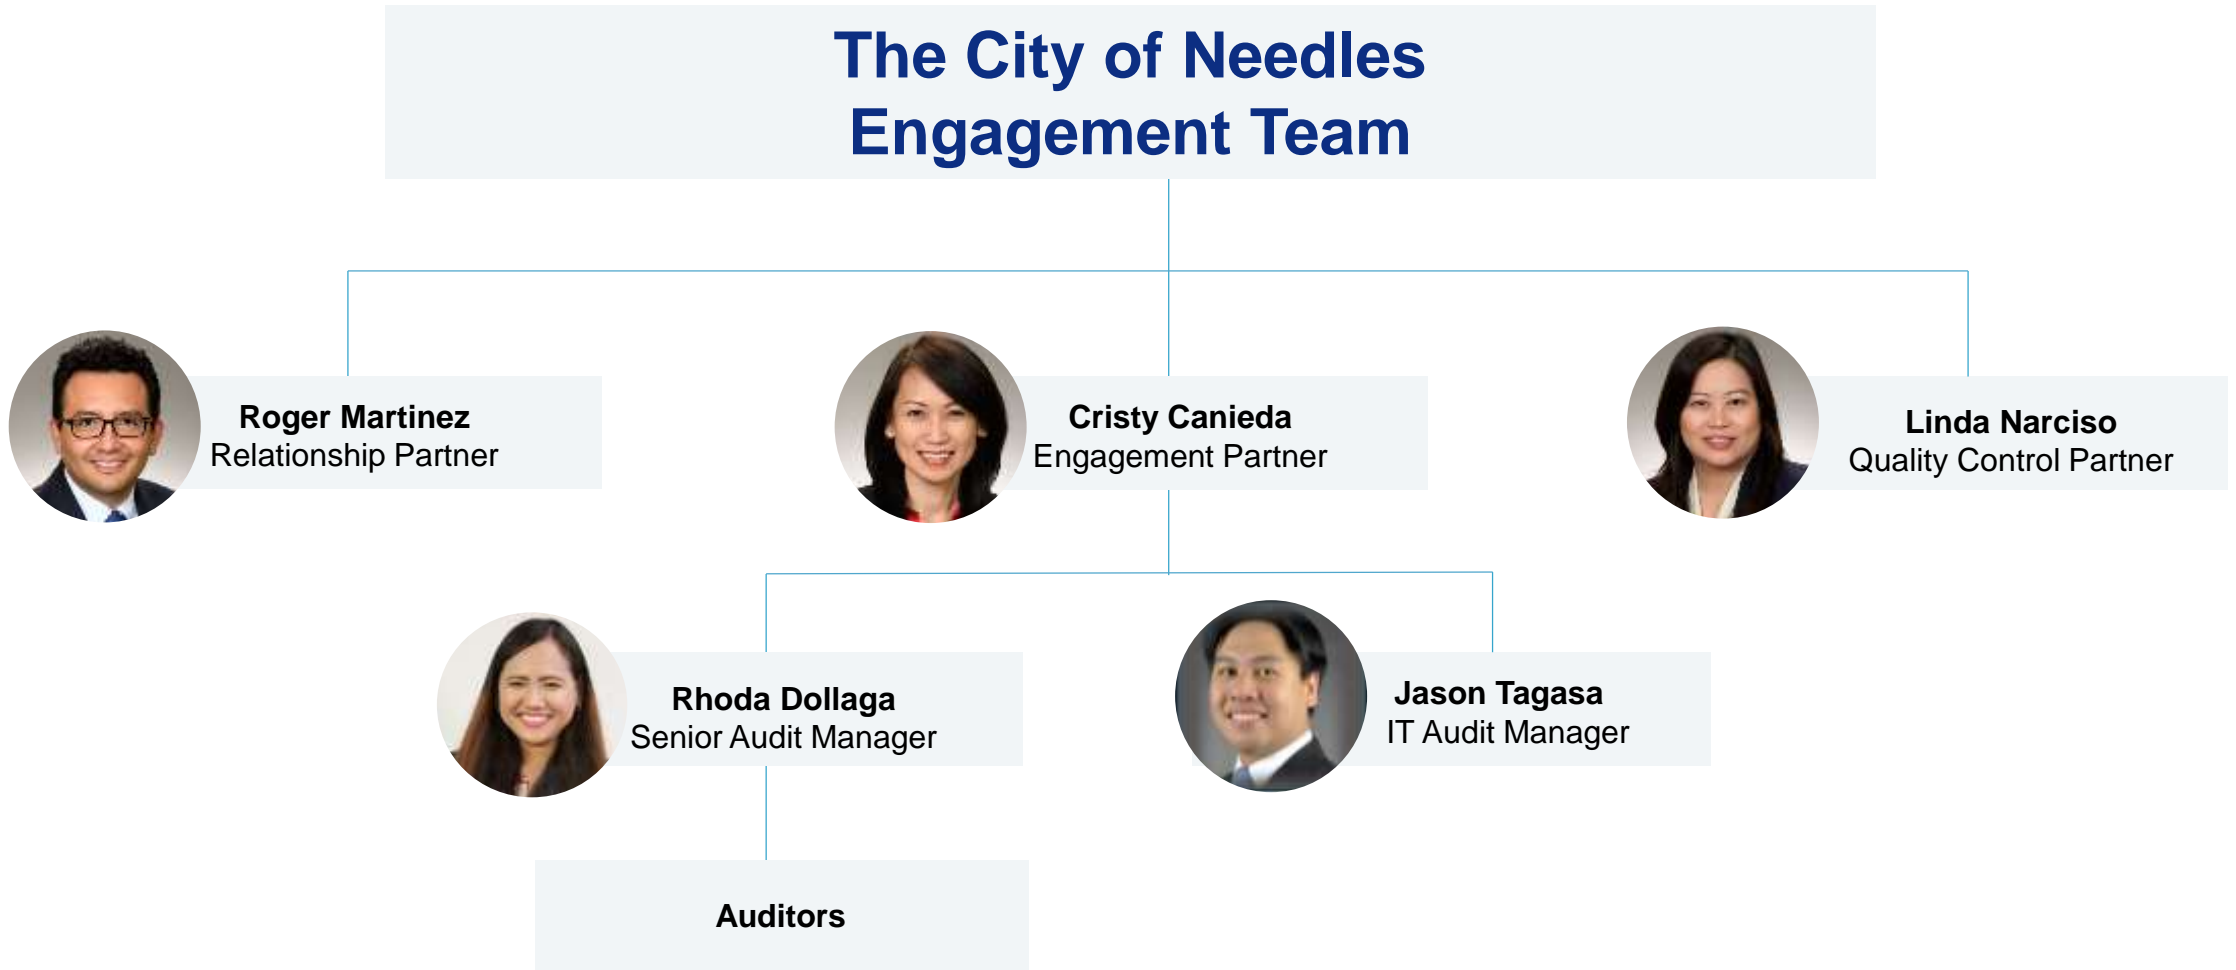 The City of Needles
Engagement Team
Roger Martinez
Relationship Partner
Cristy Canieda
Engagement Partner
Linda Narciso
Quality Control Partner
Rhoda Dollaga
Senior Audit Manager
Jason Tagasa
IT Audit Manager
Auditors